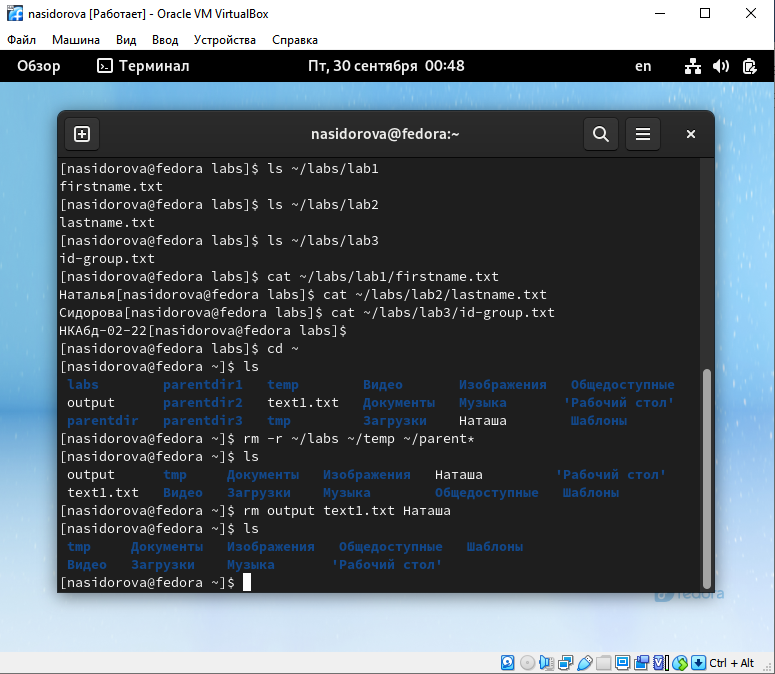 nasidorova [Работает] - Oracle VM VirtualBox
Файл Машина Вид Ввод Устройства Справка
Обзор Терминал Пт, 30 сентября 00:48 en
nasidorova@fedora:~
[nasidorova@fedora labs]$ ls ~/labs/lab1
firstname.txt
[nasidorova@fedora labs]$ ls ~/labs/lab2
lastname.txt
[nasidorova@fedora labs]$ ls ~/labs/lab3
id-group.txt
[nasidorova@fedora labs]$ cat ~/labs/lab1/firstname.txt
Наталья[nasidorova@fedora labs]$ cat ~/labs/lab2/lastname.txt
Сидорова[nasidorova@fedora labs]$ cat ~/labs/lab3/id-group.txt
НКАбд-02-22[nasidorova@fedora labs]$
[nasidorova@fedora labs]$ cd ~
[nasidorova@fedora ~]$ ls
labs parentdir1 temp Видео Изображения Общедоступные
output parentdir2 text1.txt Документы Музыка 'Рабочий стол'
parentdir parentdir3 tmp Загрузки Наташа Шаблоны
[nasidorova@fedora ~]$ rm -r ~/labs ~/temp ~/parent*
[nasidorova@fedora ~]$ ls
output tmp Документы Изображения Наташа 'Рабочий стол'
text1.txt Видео Загрузки Музыка Общедоступные Шаблоны
[nasidorova@fedora ~]$ rm output text1.txt Наташа
[nasidorova@fedora ~]$ ls
tmp Документы Изображения Общедоступные Шаблоны
Видео Загрузки Музыка 'Рабочий стол'
[nasidorova@fedora ~]$
fedora
Ctrl + Alt